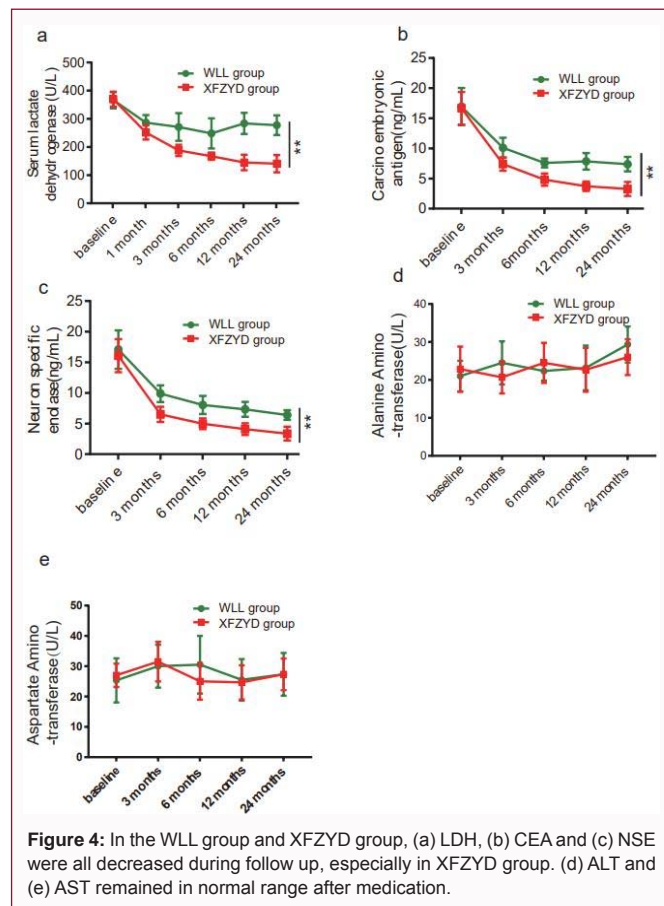 a
Serum lactate
dehydrogenase (U/L)
500
400
300
200
100
0
WLL group
XFZYD group
**
baseline
1 month
3 months
6 months
12 months
24 months
b
Carcino embryonic
antigen(ng/mL)
25
20
15
10
5
0
WLL group
XFZYD group
**
baseline
3 months
6months
12 months
24 months
c
Neuron specific
enolase(ng/mL)
25
20
15
10
5
0
WLL group
XFZYD group
**
baseline
3 months
6 months
12 months
24 months
d
Alanine Amino
-transferase(U/L)
40
30
20
10
0
WLL group
XFZYD group
baseline
3 months
6 months
12 months
24 months
e
Aspartate Amino
-transferase(U/L)
50
40
30
20
10
0
WLL group
XFZYD group
baseline
3 months
6 months
12 months
24 months
Figure 4: In the WLL group and XFZYD group, (a) LDH, (b) CEA and (c) NSE
were all decreased during follow up, especially in XFZYD group. (d) ALT and
(e) AST remained in normal range after medication.